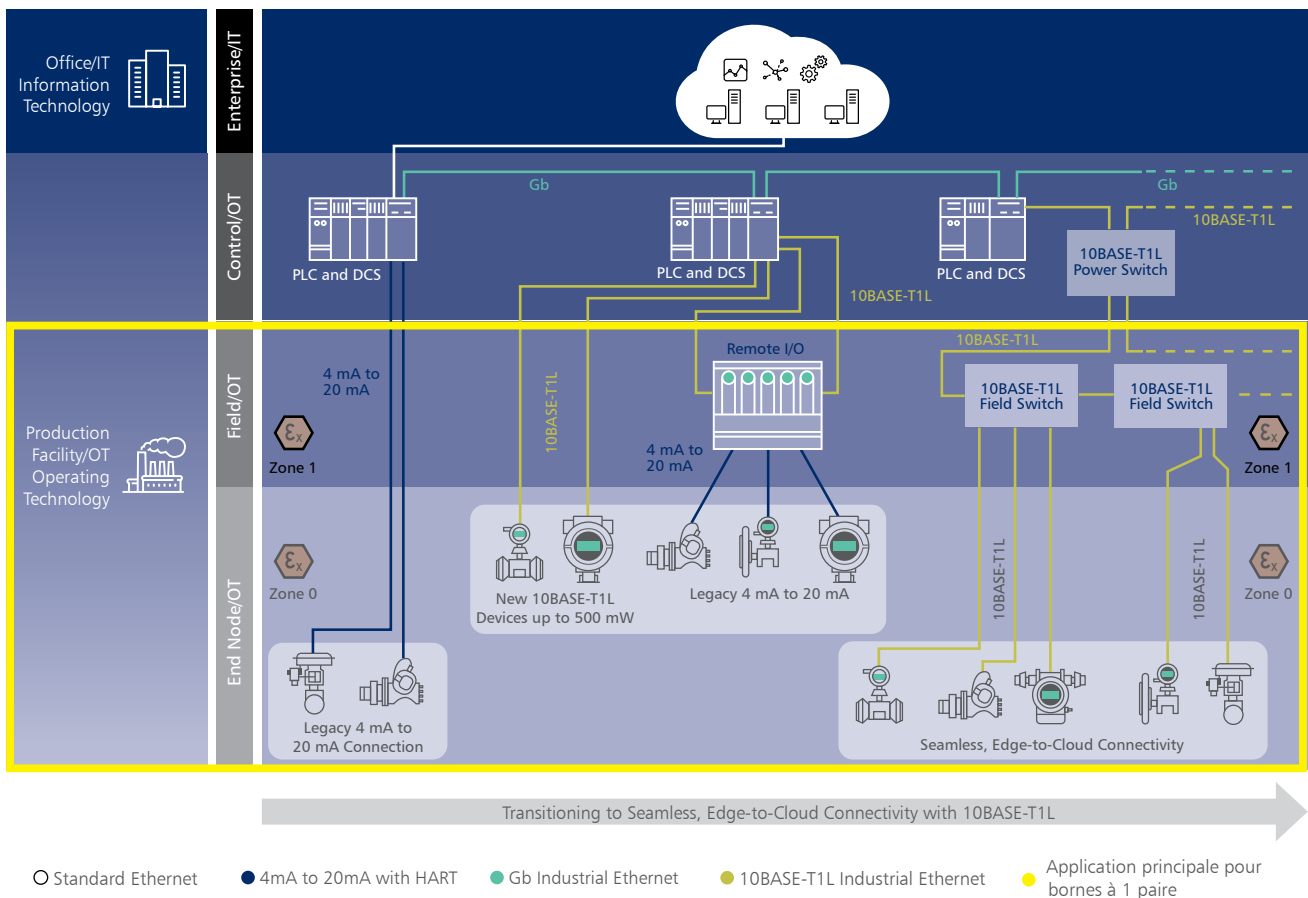 Office/IT
Information
Technology
Enterprise/IT
Control/OT
Gb
Gb
10BASE-T1L
10BASE-T1L
Power Switch
PLC and DCS
PLC and DCS
PLC and DCS
10BASE-T1L
Production
Facility/OT
Operating
Technology
Field/OT
4 mA to
20 mA
Remote I/O
10BASE-T1L
10BASE-T1L
Field Switch
10BASE-T1L
Field Switch
10BASE-T1L
εx
Zone 1
4 mA to
20 mA
εx
Zone 1
End Node/OT
εx
Zone 0
New 10BASE-T1L
Devices up to 500 mW
Legacy 4 mA to 20 mA
10BASE-T1L
10BASE-T1L
εx
Zone 0
Legacy 4 mA to
20 mA Connection
Seamless, Edge-to-Cloud Connectivity
Transitioning to Seamless, Edge-to-Cloud Connectivity with 10BASE-T1L
Standard Ethernet
4mA to 20mA with HART
Gb Industrial Ethernet
10BASE-T1L Industrial Ethernet
Application principale pour
bornes à 1 paire